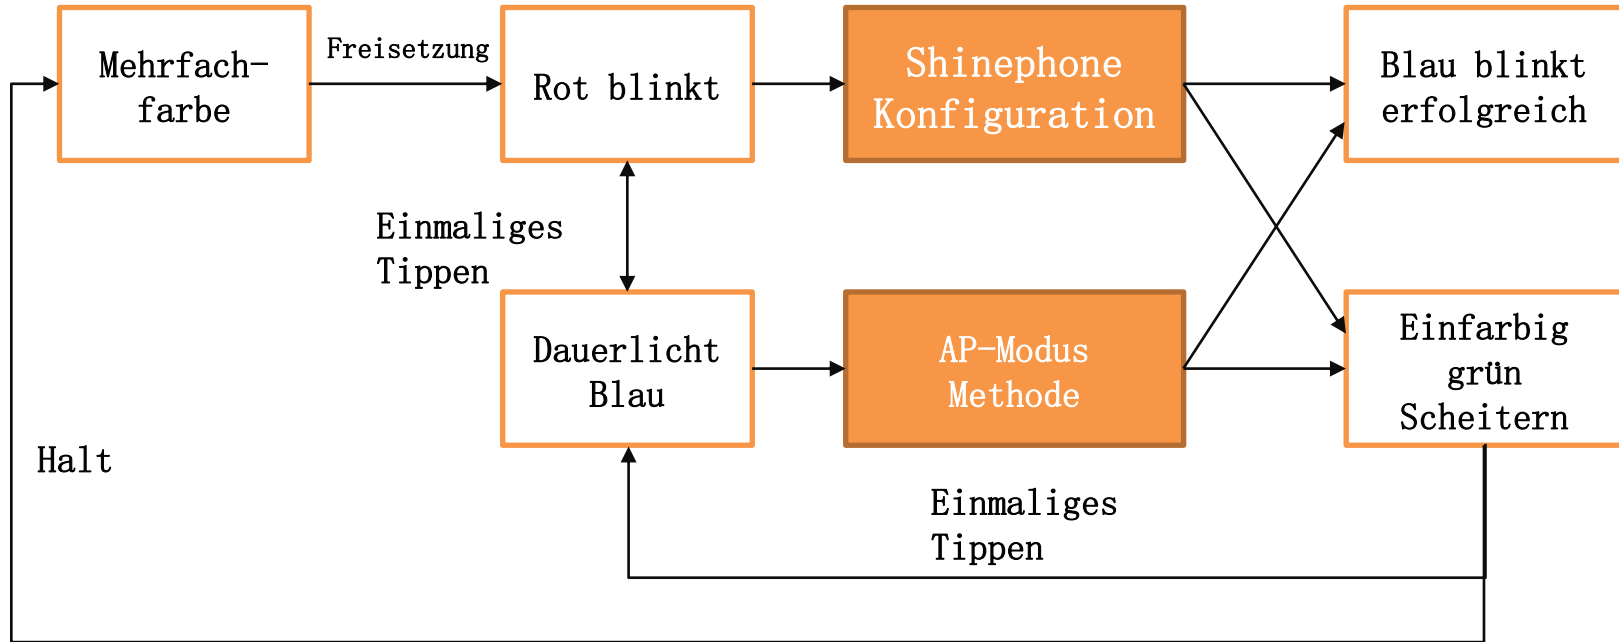 Mehrfach-
farbe
Freisetzung
Rot blinkt
Shinephone
Konfiguration
Blau blinkt
erfolgreich
Einmaliges
Tippen
Dauerlicht
Blau
AP-Modus
Methode
Einfarbig
grün
Scheitern
Halt
Einmaliges
Tippen